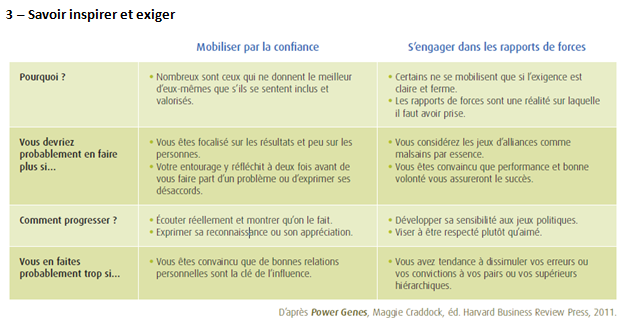 3 – Savoir inspirer et exiger
Mobiliser par la confiance
S'engager dans les rapports de forces
Pourquoi ?
• Nombreux sont ceux qui ne donnent le meilleur
d'eux-mêmes que s'ils se sentent inclus et
valorisés.
• Certains ne se mobilisent que si l'exigence est
claire et ferme.
• Les rapports de forces sont une réalité sur laquelle
il faut avoir prise.
Vous devriez
probablement en faire
plus si...
• Vous êtes focalisé sur les résultats et peu sur les
personnes.
• Votre entourage y réfléchit à deux fois avant de
vous faire part d'un problème ou d'exprimer ses
désaccords.
• Vous considérez les jeux d'alliances comme
malsains par essence.
• Vous êtes convaincu que performance et bonne
volonté vous assureront le succès.
Comment progresser ?
• Écouter réellement et montrer qu'on le fait.
• Exprimer sa reconnaissance ou son appréciation.
• Développer sa sensibilité aux jeux politiques.
• Viser à être respecté plutôt qu'aimé.
Vous en faites
probablement trop si...
• Vous êtes convaincu que de bonnes relations
personnelles sont la clé de l'influence.
• Vous avez tendance à dissimuler vos erreurs ou
vos convictions à vos pairs ou vos supérieurs
hiérarchiques.
D'après Power Genes, Maggie Craddock, éd. Harvard Business Review Press, 2011.